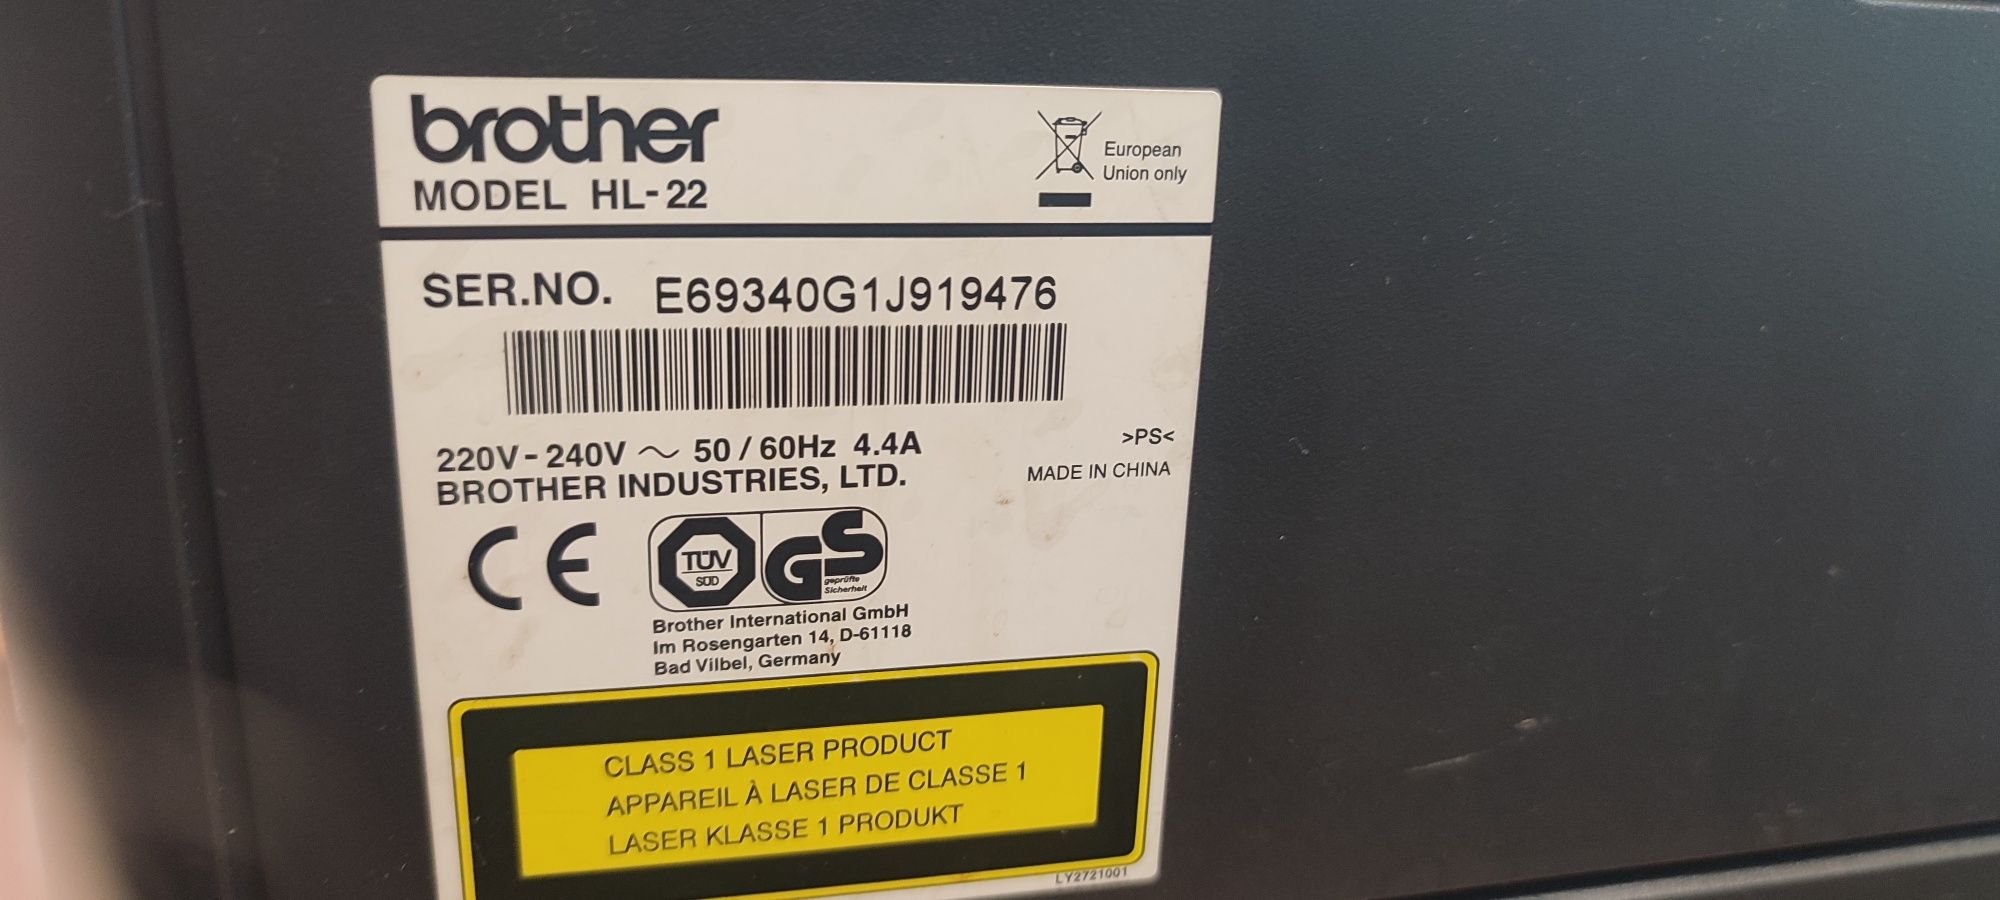 brother
MODEL HL-22
European
Union only
SER.NO. E69340G1J919476
220V-240V ~ 50/60Hz 4.4A
BROTHER INDUSTRIES, LTD.
>PS<
MADE IN CHINA
CE
TÜV
SÜD
GS
geprüfte
Sicherheit
Brother International GmbH
Im Rosengarten 14, D-61118
Bad Vilbel, Germany
CLASS 1 LASER PRODUCT
APPAREIL À LASER DE CLASSE 1
LASER KLASSE 1 PRODUKT
LY2721001